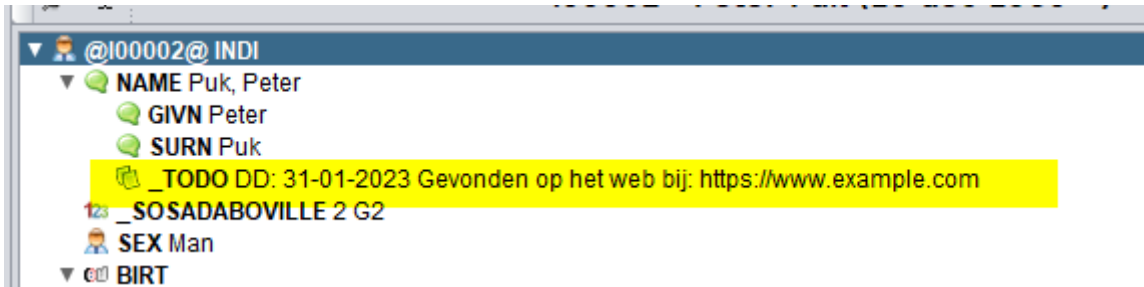 @I00002@ INDI
NAME Puk, Peter
GIVN Peter
SURN Puk
_TODO DD: 31-01-2023 Gevonden op het web bij: https://www.example.com
123 _SOSADABOVILLE 2 G2
SEX Man
BIRT